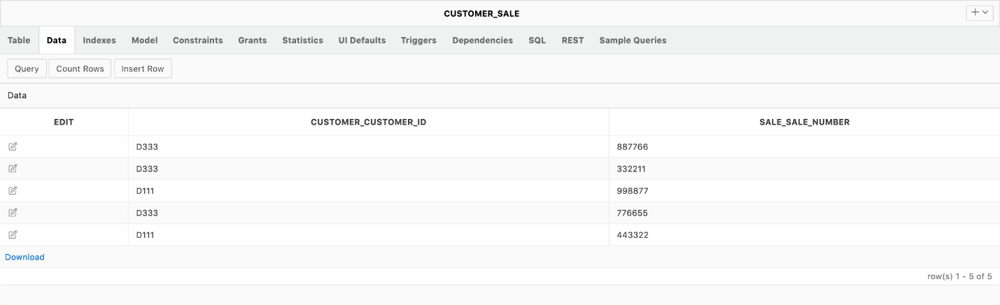 CUSTOMER_SALE
Table Data Indexes Model Constraints Grants Statistics UI Defaults Triggers Dependencies SQL REST Sample Queries
Query Count Rows Insert Row
Data
EDIT CUSTOMER_CUSTOMER_ID SALE_SALE_NUMBER
D333 887766
D333 332211
D111 998877
D333 776655
D111 443322
Download
row(s) 1 - 5 of 5